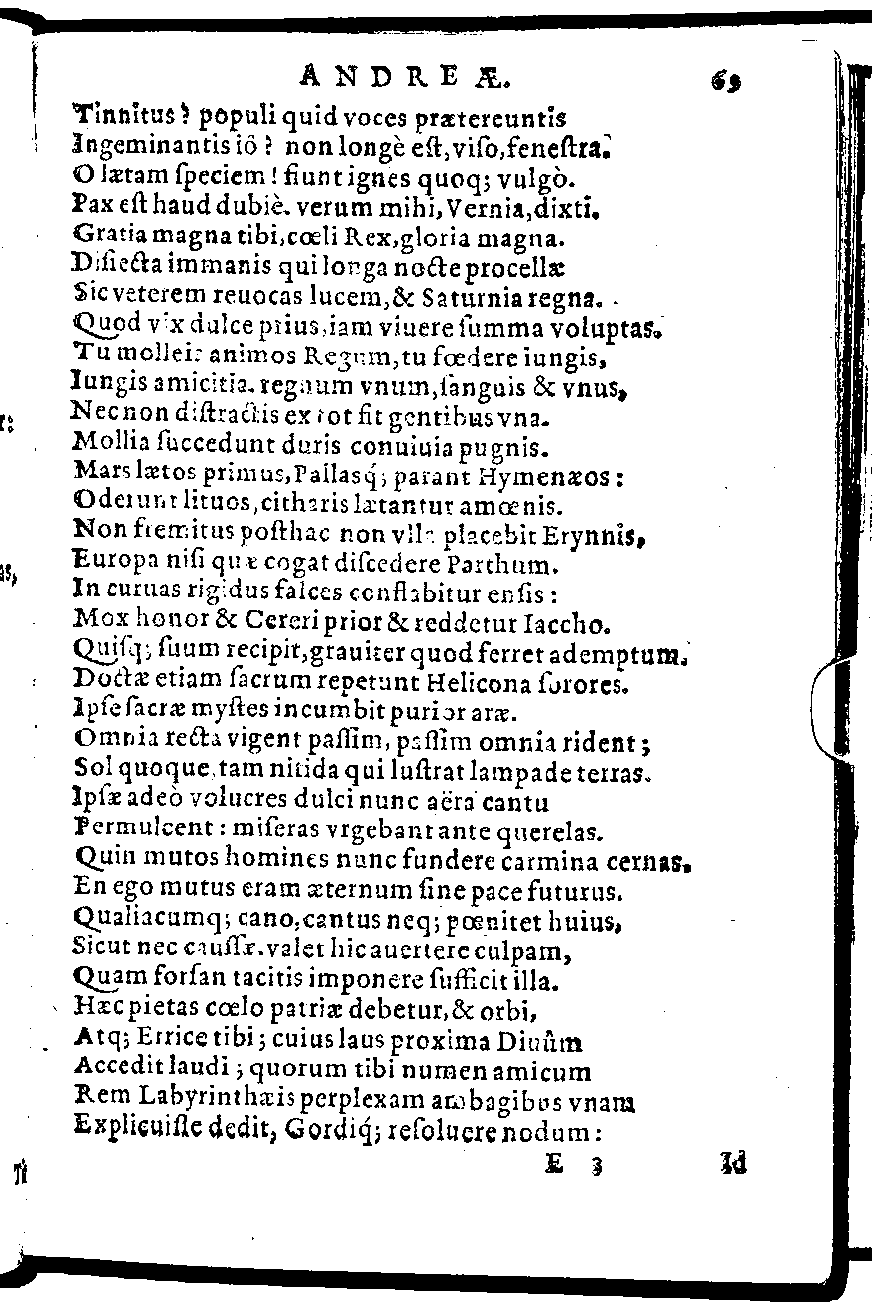 ANDREÆ. 69
Tinnitus? populi quid voces prætereuntis
Ingeminantis iô? non longè eſt, viſo, feneſtra.
O lætam ſpeciem! fiunt ignes quoq; vulgò.
Pax eſt haud dubiè. verum mihi, Vernia, dixti.
Gratia magna tibi, cœli Rex, gloria magna.
Diſiecta immanis qui longa nocte procellæ
Sic veterem reuocas lucem, & Saturnia regna.
Quod vix dulce prius, iam viuere ſumma voluptas.
Tu molleis animos Regum, tu fœdere iungis,
Iungis amicitia. regnum vnum, ſanguis & vnus,
Nec non diſtractis ex tot fit gentibus vna.
Mollia ſuccedunt duris conuiuia pugnis.
Mars lætos primus, Pallasq́; parant Hymenæos:
Oderunt lituos, citharis lætantur amœnis.
Non fremitus poſthac non vlla placebit Erynnis,
Europa niſi quæ cogat diſcedere Parthum.
In curuas rigidus falces conflabitur enſis:
Mox honor & Cereri prior & reddetur Iaccho.
Quiſq; ſuum recipit, grauiter quod ferret ademptum.
Doctæ etiam ſacrum repetunt Helicona ſorores.
Ipſe ſacræ myſtes incumbit purior aræ.
Omnia recta vigent paſſim, paſſim omnia rident;
Sol quoque, tam nitida qui luſtrat lampade terras.
Ipſæ adeò volucres dulci nunc aëra cantu
Permulcent: miſeras vrgebant ante querelas.
Quin mutos homines nunc fundere carmina cernas.
En ego mutus eram æternum ſine pace futurus.
Qualiacumq; cano, cantus neq; pœnitet huius,
Sicut nec cauſſæ. valet hic auertere culpam,
Quam forſan tacitis imponere ſufficit illa.
Hæc pietas cœlo patriæ debetur, & orbi,
Atq; Errice tibi; cuius laus proxima Diuûm
Accedit laudi; quorum tibi numen amicum
Rem Labyrinthæis perplexam ambagibus vnam
Explicuiſſe dedit, Gordiq́; reſoluere nodum:
E 3 Id